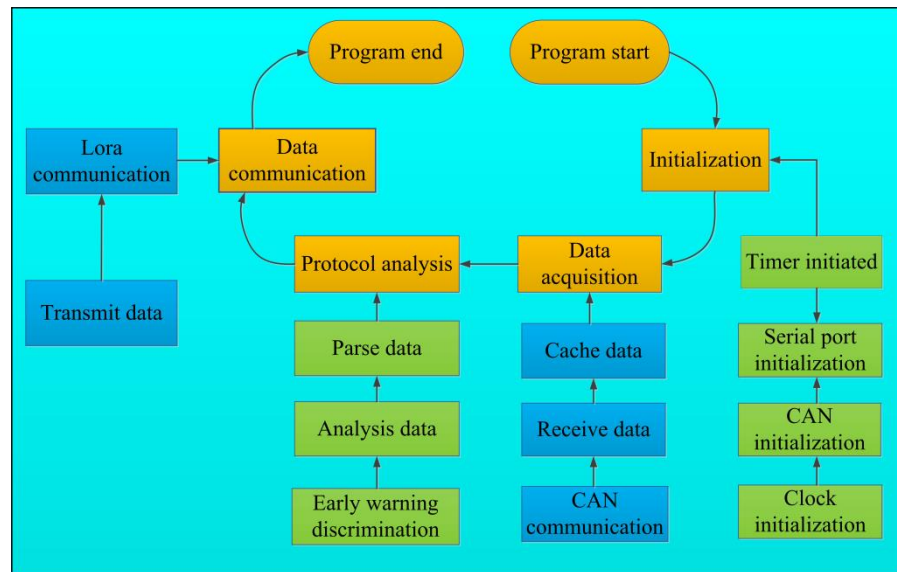 Program end
Program start
Lora
communication
Data
communication
Initialization
Protocol analysis
Data
acquisition
Timer initiated
Transmit data
Parse data
Cache data
Serial port
initialization
Analysis data
Receive data
CAN
initialization
Early warning
discrimination
CAN
communication
Clock
initialization